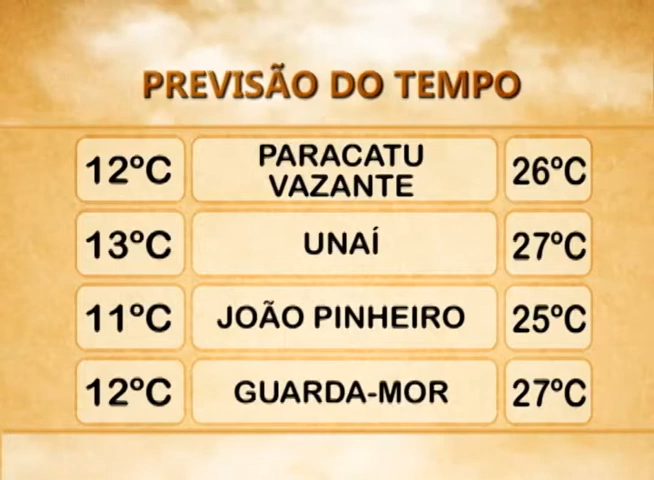 PREVISÃO DO TEMPO
12ºC PARACATU VAZANTE 26ºC
13ºC UNAÍ 27ºC
11ºC JOÃO PINHEIRO 25ºC
12ºC GUARDA-MOR 27ºC